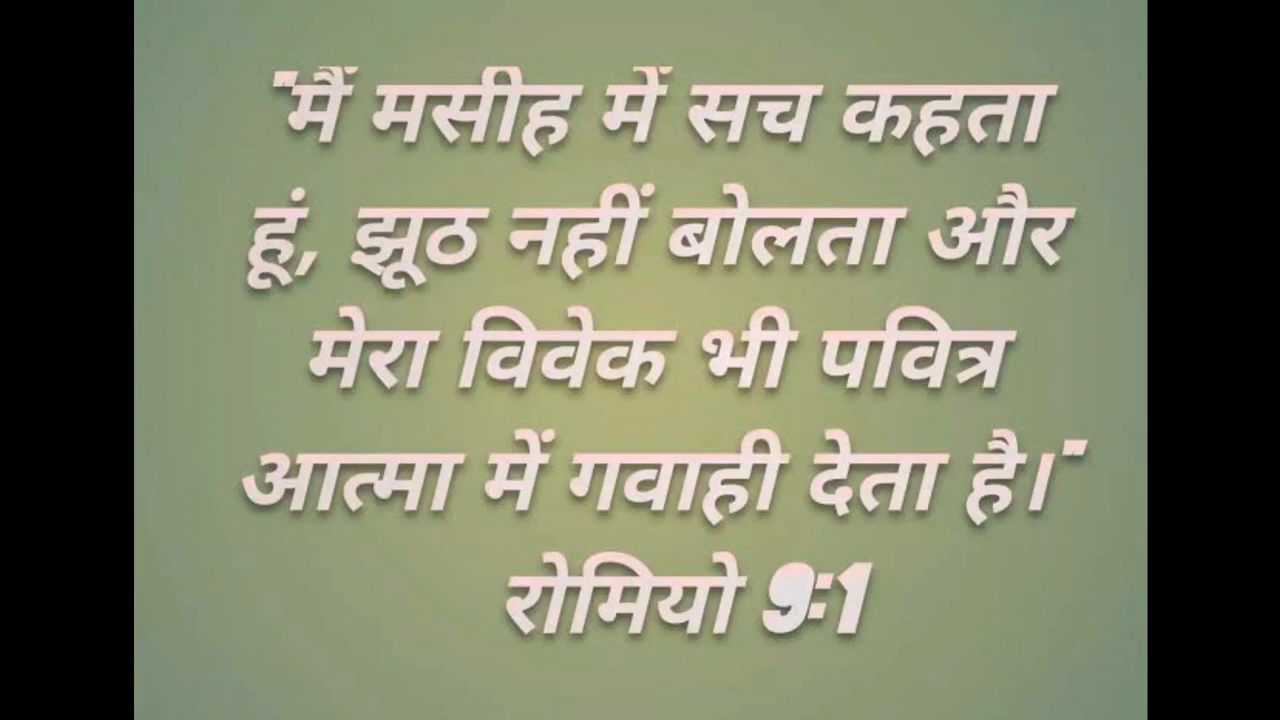 "मैं मसीह में सच कहता
हूं, झूठ नहीं बोलता और
मेरा विवेक भी पवित्र
आत्मा में गवाही देता है।"
रोमियो 9:1